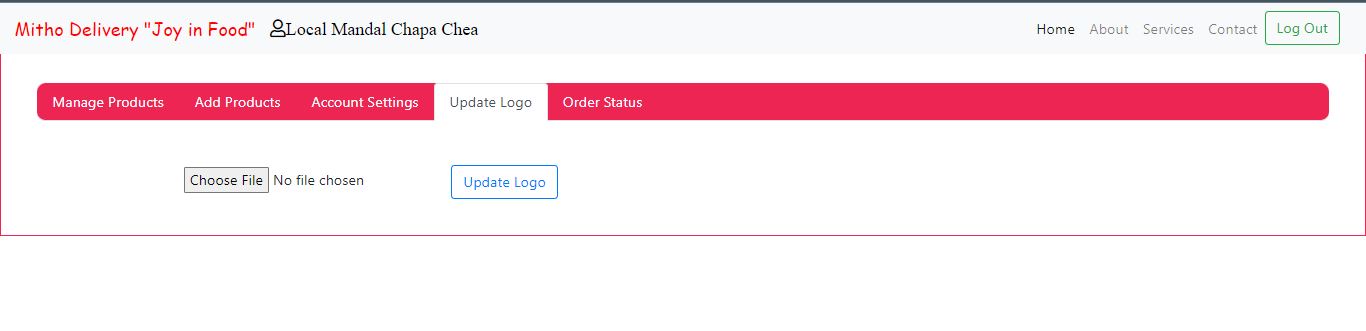 Mitho Delivery "Joy in Food" Local Mandal Chapa Chea Home About Services Contact Log Out
Manage Products Add Products Account Settings Update Logo Order Status
Choose File No file chosen Update Logo